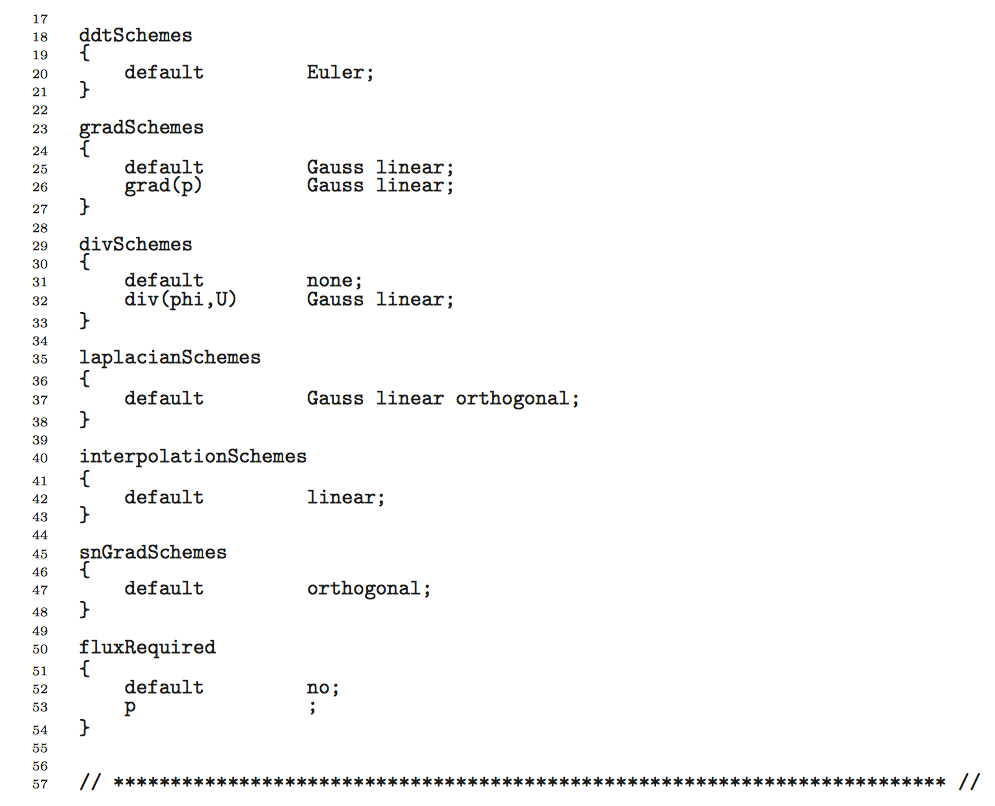 17
18 ddtSchemes
19 {
20 default Euler;
21 }
22
23 gradSchemes
24 {
25 default Gauss linear;
26 grad(p) Gauss linear;
27 }
28
29 divSchemes
30 {
31 default none;
32 div(phi,U) Gauss linear;
33 }
34
35 laplacianSchemes
36 {
37 default Gauss linear orthogonal;
38 }
39
40 interpolationSchemes
41 {
42 default linear;
43 }
44
45 snGradSchemes
46 {
47 default orthogonal;
48 }
49
50 fluxRequired
51 {
52 default no;
53 p ;
54 }
55
56
57 // ************************************************************************* //